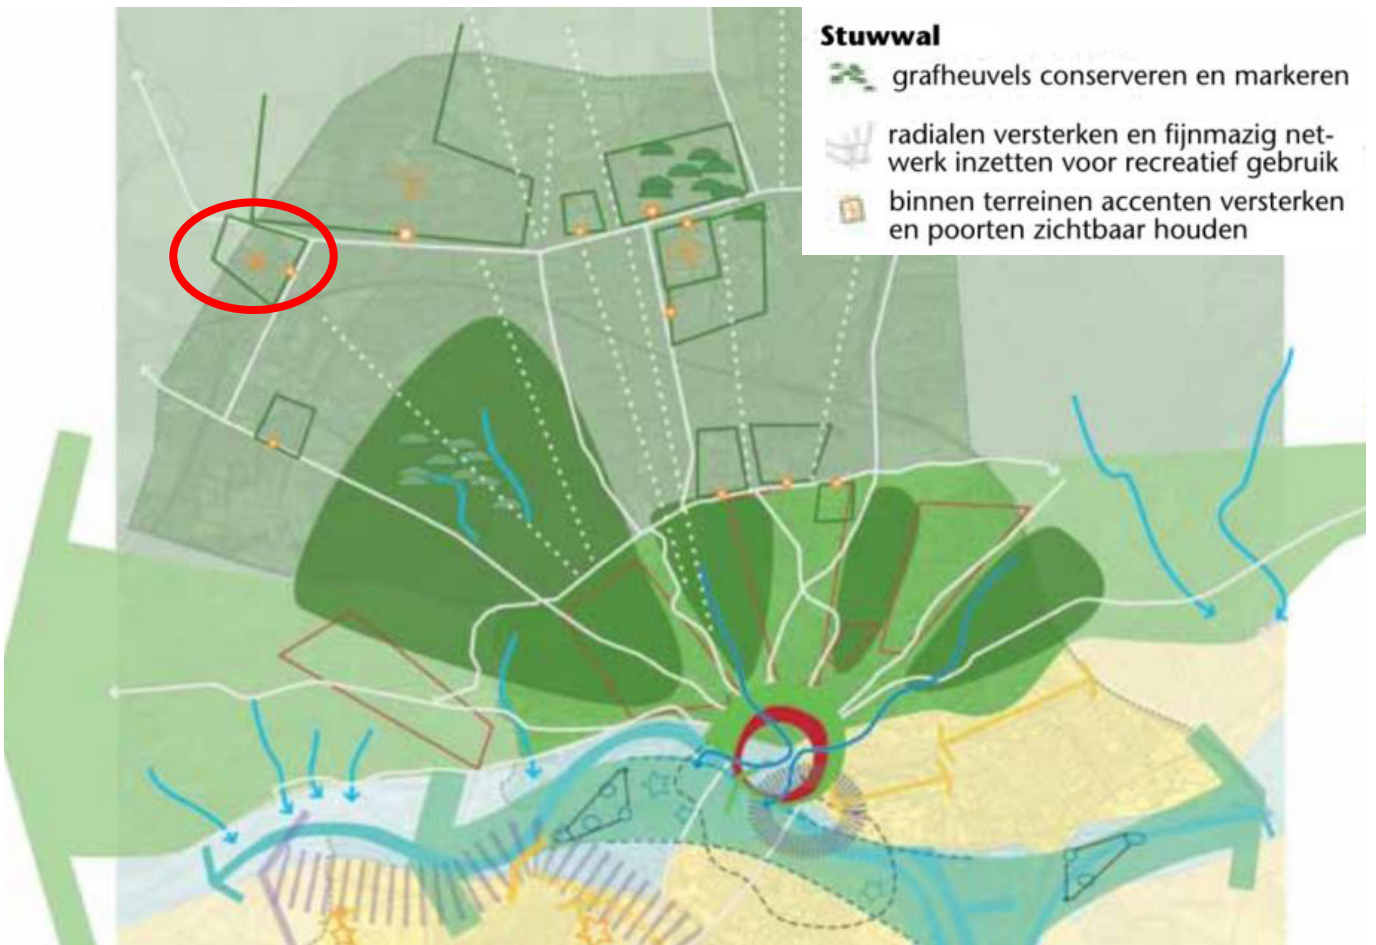 Stuwwal
grafheuvels conserveren en markeren
radialen versterken en fijnmazig net-
werk inzetten voor recreatief gebruik
binnen terreinen accenten versterken
en poorten zichtbaar houden